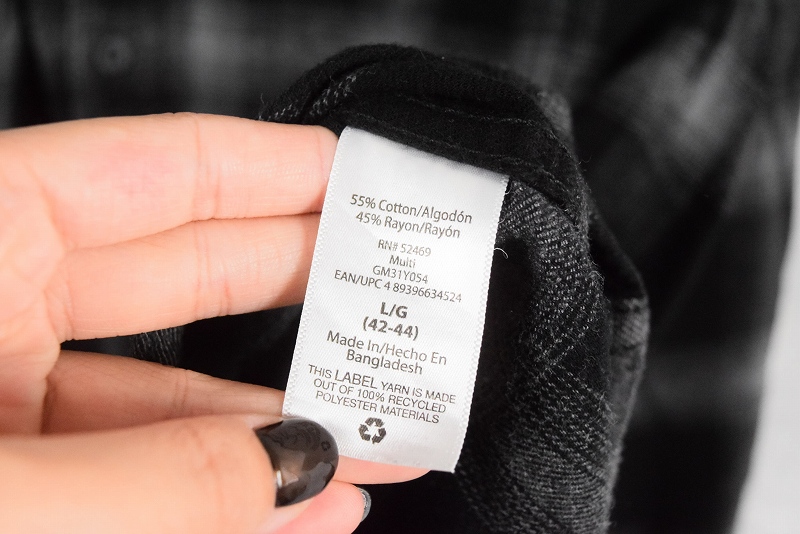 55% Cotton/Algodón
45% Rayon/Rayón
RN# 52469
Multi
GM31Y054
EAN/UPC 4 89396634524
L/G
(42-44)
Made In/Hecho En
Bangladesh
THIS LABEL YARN IS MADE
OUT OF 100% RECYCLED
POLYESTER MATERIALS